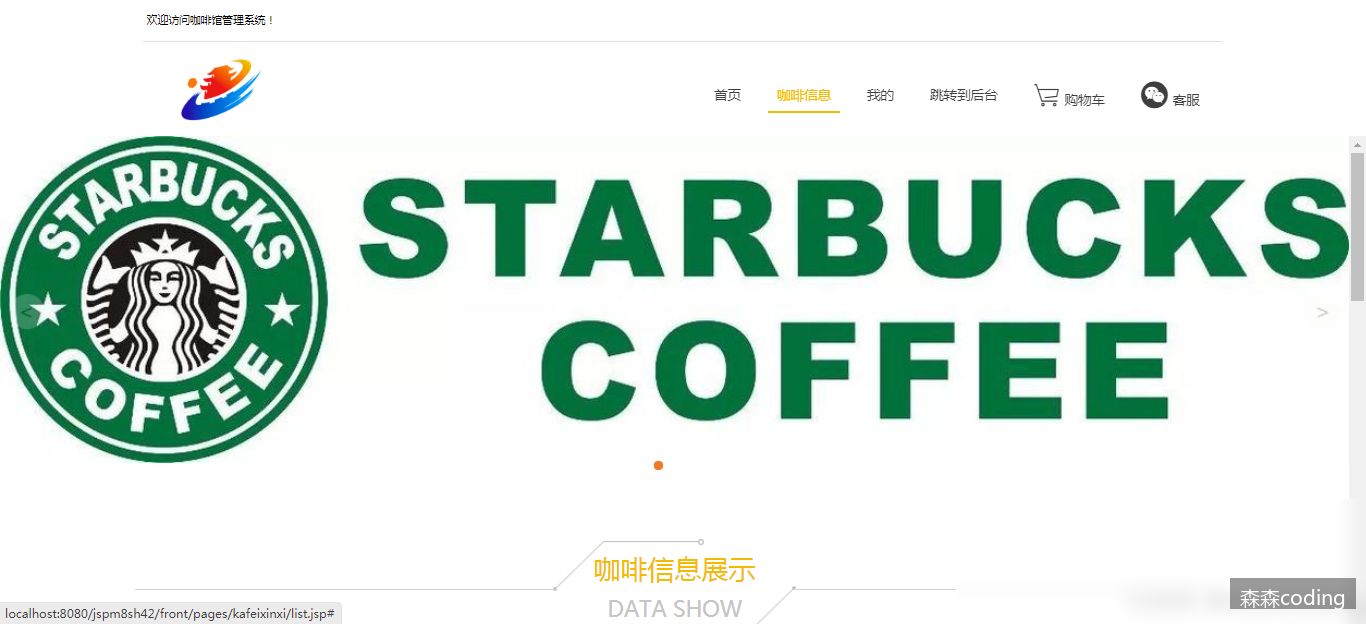 欢迎访问咖啡馆管理系统！
首页
咖啡信息
我的
跳转到后台
购物车
客服
STARBUCKS
COFFEE
STARBUCKS
COFFEE
<
>
咖啡信息展示
DATA SHOW
森森coding
localhost:8080/jspm8sh42/front/pages/kafeixinxi/list.jsp#